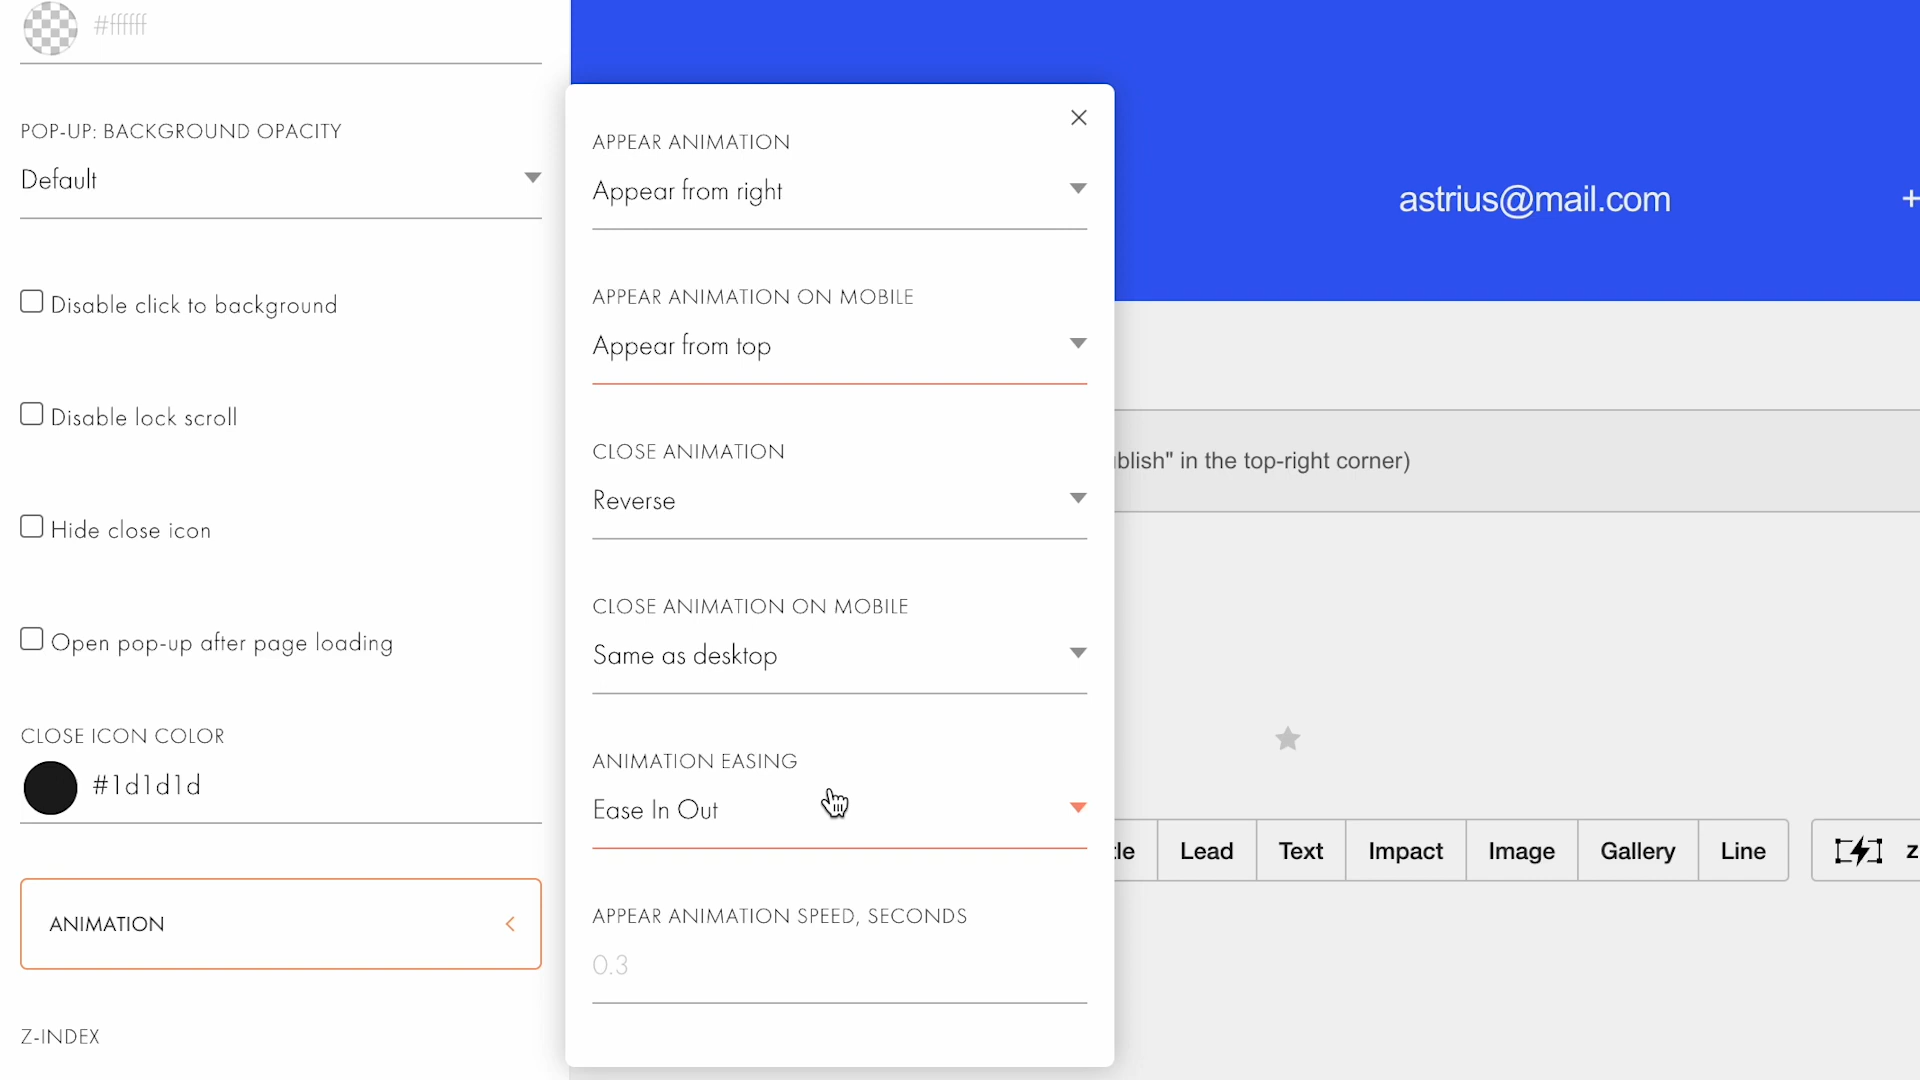 #ffffff
POP-UP: BACKGROUND OPACITY
Default
Disable click to background
Disable lock scroll
Hide close icon
Open pop-up after page loading
CLOSE ICON COLOR
#1d1d1d
ANIMATION
Z-INDEX
APPEAR ANIMATION
Appear from right
APPEAR ANIMATION ON MOBILE
Appear from top
CLOSE ANIMATION
Reverse
CLOSE ANIMATION ON MOBILE
Same as desktop
ANIMATION EASING
Ease In Out
APPEAR ANIMATION SPEED, SECONDS
0.3
astrius@mail.com +
blish" in the top-right corner)
le Lead Text Impact Image Gallery Line